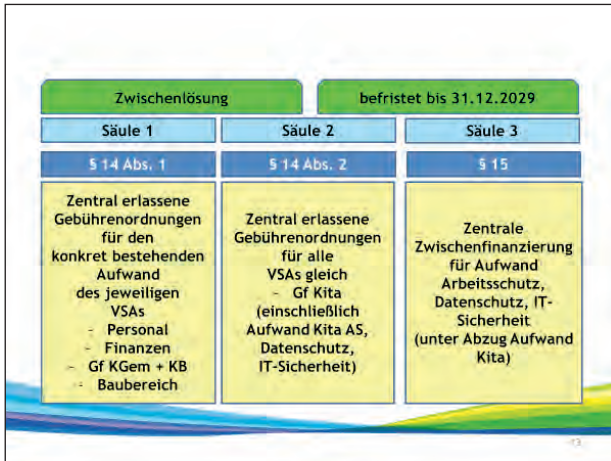 Zwischenlösung
befristet bis 31.12.2029
Säule 1
Säule 2
Säule 3
§ 14 Abs. 1
§ 14 Abs. 2
§ 15
Zentral erlassene
Gebührenordnungen
für den
konkret bestehenden
Aufwand
des jeweiligen
VSAs
- Personal
- Finanzen
- Gf KGem + KB
- Baubereich
Zentral erlassene
Gebührenordnungen
für alle
VSAs gleich
- Gf Kita
(einschließlich
Aufwand Kita AS,
Datenschutz,
IT-Sicherheit)
Zentrale
Zwischenfinanzierung
für Aufwand
Arbeitsschutz,
Datenschutz, IT-
Sicherheit
(unter Abzug Aufwand
Kita)